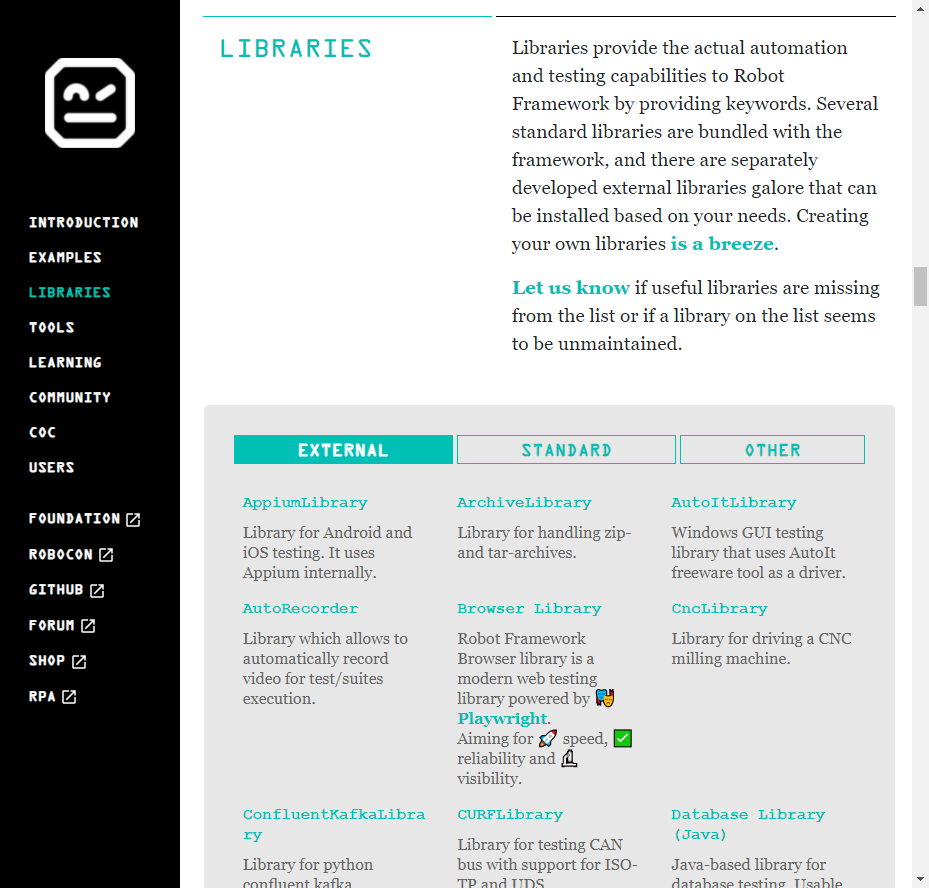 INTRODUCTION
EXAMPLES
LIBRARIES
TOOLS
LEARNING
COMMUNITY
COC
USERS
FOUNDATION
ROBOCON
GITHUB
FORUM
SHOP
RPA
LIBRARIES
Libraries provide the actual automation
and testing capabilities to Robot
Framework by providing keywords. Several
standard libraries are bundled with the
framework, and there are separately
developed external libraries galore that can
be installed based on your needs. Creating
your own libraries is a breeze.
Let us know if useful libraries are missing
from the list or if a library on the list seems
to be unmaintained.
EXTERNAL
STANDARD
OTHER
AppiumLibrary
Library for Android and
iOS testing. It uses
Appium internally.
ArchiveLibrary
Library for handling zip-
and tar-archives.
AutoItLibrary
Windows GUI testing
library that uses AutoIt
freeware tool as a driver.
AutoRecorder
Library which allows to
automatically record
video for test/suites
execution.
Browser Library
Robot Framework
Browser library is a
modern web testing
library powered by 🎭
Playwright.
Aiming for 🚀 speed, ✅
reliability and 🔬
visibility.
CncLibrary
Library for driving a CNC
milling machine.
ConfluentKafkaLibra
ry
Library for python
confluent kafka
CURFLibrary
Library for testing CAN
bus with support for ISO-
TP and UDS
Database Library
(Java)
Java-based library for
database testing. Usable